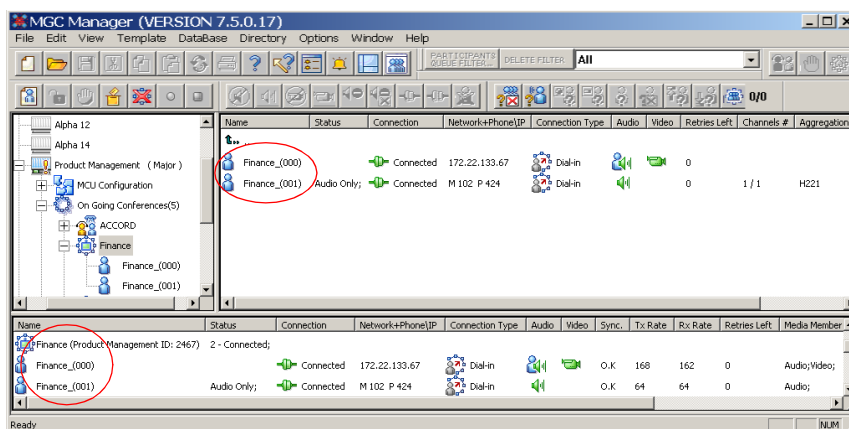 MGC Manager (VERSION 7.5.0.17)
File Edit View Template DataBase Directory Options Window Help
PARTICIPANTS QUEUE FILTER... DELETE FILTER All
0/0
Alpha 12
Alpha 14
Product Management ( Major )
MCU Configuration
On Going Conferences(5)
ACCORD
Finance
Finance_(000)
Finance_(001)
Name Status Connection Network+Phone\IP Connection Type Audio Video Retries Left Channels # Aggregation
...
Finance_(000) Connected 172.22.133.67 Dial-in 0
Finance_(001) Audio Only; Connected M 102 P 424 Dial-in 0 1 / 1 H221
Name Status Connection Network+Phone\IP Connection Type Audio Video Sync. Tx Rate Rx Rate Retries Left Media Member
Finance (Product Management ID: 2467) 2 - Connected;
Finance_(000) Connected 172.22.133.67 Dial-in O.K 168 162 0 Audio;Video;
Finance_(001) Audio Only; Connected M 102 P 424 Dial-in O.K 64 64 0 Audio;
Ready NUM